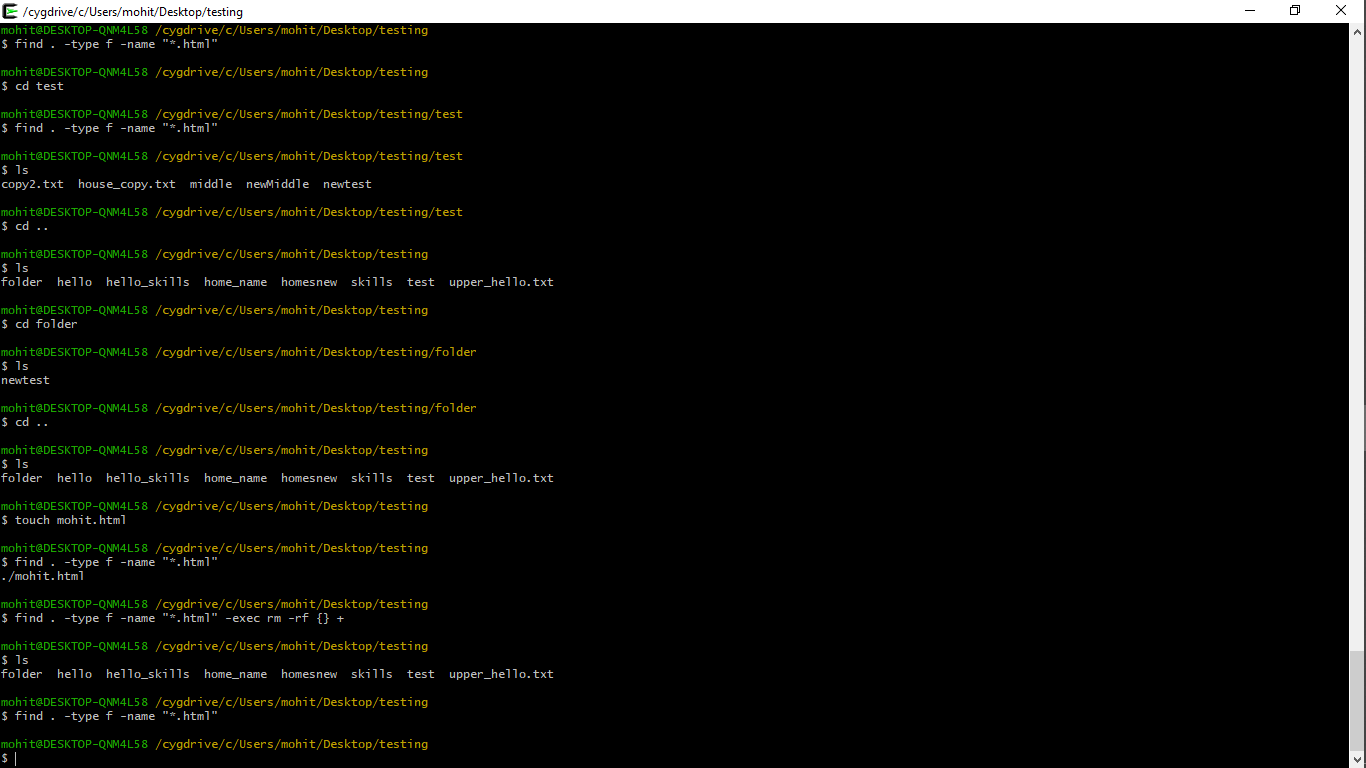 /cygdrive/c/Users/mohit/Desktop/testing
mohit@DESKTOP-QNM4L58 /cygdrive/c/Users/mohit/Desktop/testing
$ find . -type f -name "*.html"
mohit@DESKTOP-QNM4L58 /cygdrive/c/Users/mohit/Desktop/testing
$ cd test
mohit@DESKTOP-QNM4L58 /cygdrive/c/Users/mohit/Desktop/testing/test
$ find . -type f -name "*.html"
mohit@DESKTOP-QNM4L58 /cygdrive/c/Users/mohit/Desktop/testing/test
$ ls
copy2.txt  house_copy.txt  middle  newMiddle  newtest
mohit@DESKTOP-QNM4L58 /cygdrive/c/Users/mohit/Desktop/testing/test
$ cd ..
mohit@DESKTOP-QNM4L58 /cygdrive/c/Users/mohit/Desktop/testing
$ ls
folder  hello  hello_skills  home_name  homesnew  skills  test  upper_hello.txt
mohit@DESKTOP-QNM4L58 /cygdrive/c/Users/mohit/Desktop/testing
$ cd folder
mohit@DESKTOP-QNM4L58 /cygdrive/c/Users/mohit/Desktop/testing/folder
$ ls
newtest
mohit@DESKTOP-QNM4L58 /cygdrive/c/Users/mohit/Desktop/testing/folder
$ cd ..
mohit@DESKTOP-QNM4L58 /cygdrive/c/Users/mohit/Desktop/testing
$ ls
folder  hello  hello_skills  home_name  homesnew  skills  test  upper_hello.txt
mohit@DESKTOP-QNM4L58 /cygdrive/c/Users/mohit/Desktop/testing
$ touch mohit.html
mohit@DESKTOP-QNM4L58 /cygdrive/c/Users/mohit/Desktop/testing
$ find . -type f -name "*.html"
./mohit.html
mohit@DESKTOP-QNM4L58 /cygdrive/c/Users/mohit/Desktop/testing
$ find . -type f -name "*.html" -exec rm -rf {} +
mohit@DESKTOP-QNM4L58 /cygdrive/c/Users/mohit/Desktop/testing
$ ls
folder  hello  hello_skills  home_name  homesnew  skills  test  upper_hello.txt
mohit@DESKTOP-QNM4L58 /cygdrive/c/Users/mohit/Desktop/testing
$ find . -type f -name "*.html"
mohit@DESKTOP-QNM4L58 /cygdrive/c/Users/mohit/Desktop/testing
$